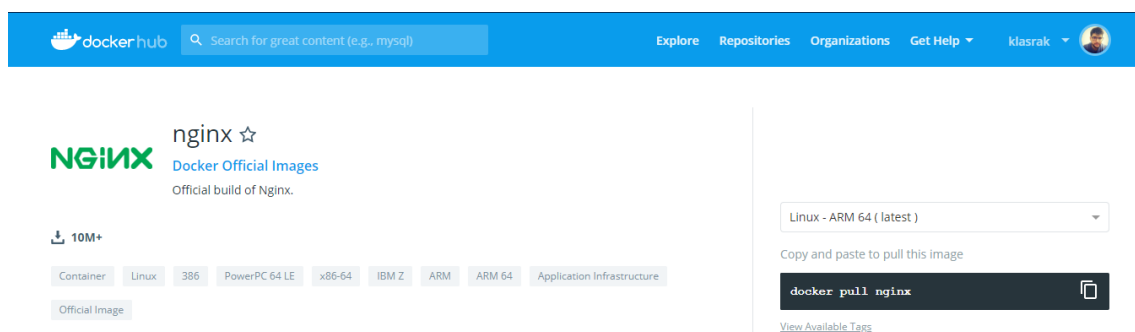 dockerhub Search for great content (e.g., mysql) Explore Repositories Organizations Get Help klasrak
NGINX
nginx
Docker Official Images
Official build of Nginx.
10M+
Container Linux 386 PowerPC 64 LE x86-64 IBM Z ARM ARM 64 Application Infrastructure
Official Image
Linux - ARM 64 ( latest )
Copy and paste to pull this image
docker pull nginx
View Available Tags